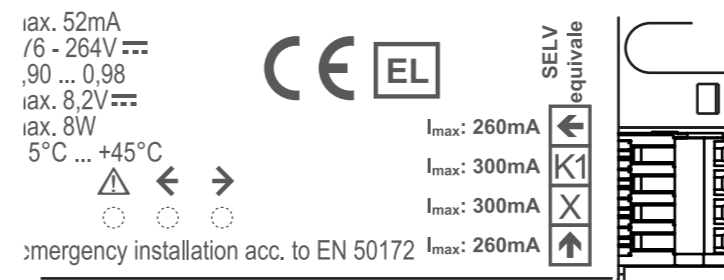 ax. 52mA
76 - 264V
,90 ... 0,98
ax. 8,2V
ax. 8W
5°C ... +45°C
CE EL
SELV
equivale
Imax: 260mA
Imax: 300mA K1
Imax: 300mA X
Imax: 260mA
emergency installation acc. to EN 50172